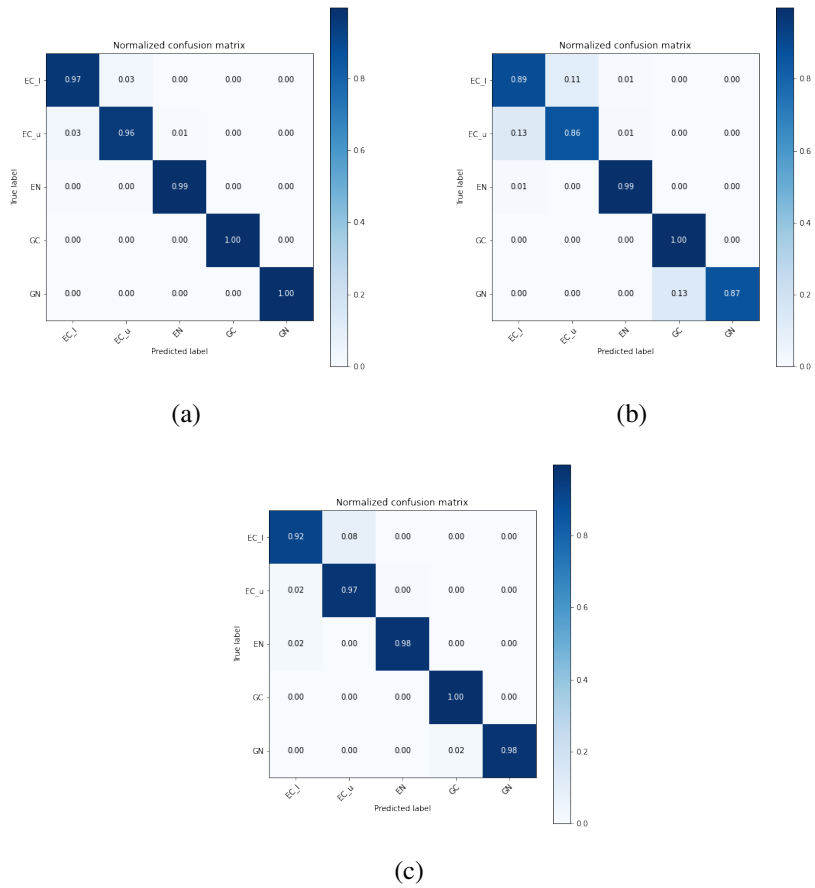 Normalized confusion matrix
EC_l 0.97 0.03 0.00 0.00 0.00
EC_u 0.03 0.96 0.01 0.00 0.00
EN 0.00 0.00 0.99 0.00 0.00
GC 0.00 0.00 0.00 1.00 0.00
GN 0.00 0.00 0.00 0.00 1.00
True label
EC_l EC_u EN GC GN
Predicted label
0.8
0.6
0.4
0.2
0.0
(a)
Normalized confusion matrix
EC_l 0.89 0.11 0.01 0.00 0.00
EC_u 0.13 0.86 0.01 0.00 0.00
EN 0.01 0.00 0.99 0.00 0.00
GC 0.00 0.00 0.00 1.00 0.00
GN 0.00 0.00 0.00 0.13 0.87
True label
EC_l EC_u EN GC GN
Predicted label
0.8
0.6
0.4
0.2
0.0
(b)
Normalized confusion matrix
EC_l 0.92 0.08 0.00 0.00 0.00
EC_u 0.02 0.97 0.00 0.00 0.00
EN 0.02 0.00 0.98 0.00 0.00
GC 0.00 0.00 0.00 1.00 0.00
GN 0.00 0.00 0.00 0.02 0.98
True label
EC_l EC_u EN GC GN
Predicted label
0.8
0.6
0.4
0.2
0.0
(c)